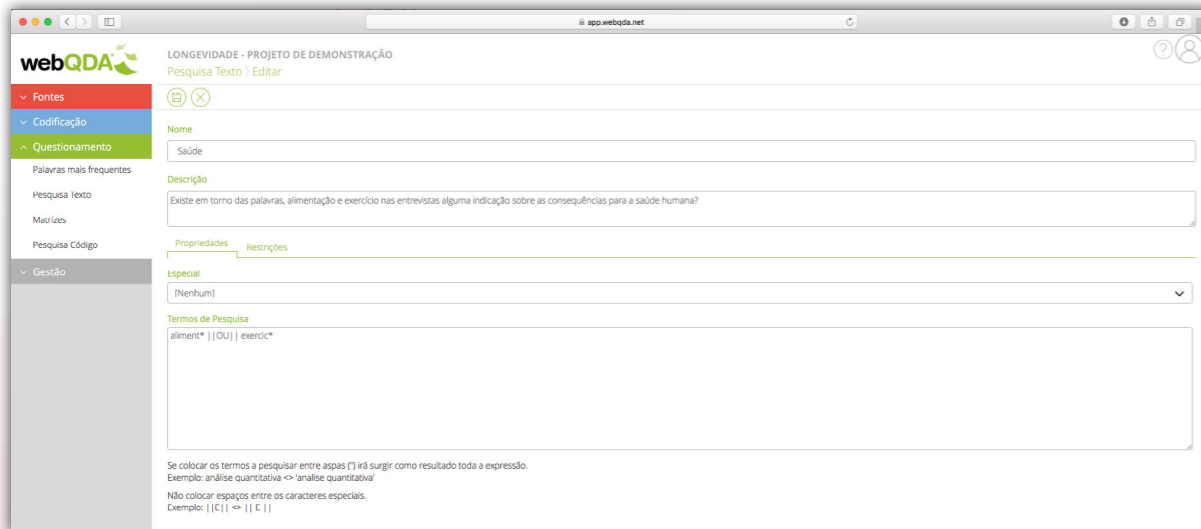 app.webqda.net
webQDA
LONGEVIDADE - PROJETO DE DEMONSTRAÇÃO
Pesquisa Texto 〉Editar
Fontes
Codificação
Questionamento
Palavras mais frequentes
Pesquisa Texto
Matrizes
Pesquisa Código
Gestão
Nome
Saúde
Descrição
Existe em torno das palavras, alimentação e exercício nas entrevistas alguma indicação sobre as consequências para a saúde humana?
Propriedades
Restrições
Especial
[Nenhum]
Termos de Pesquisa
aliment* ||OU|| exercic*
Se colocar os termos a pesquisar entre aspas (") irá surgir como resultado toda a expressão.
Exemplo: análise quantitativa <> 'analise quantitativa'
Não colocar espaços entre os caracteres especiais.
Exemplo: ||E|| <> || E ||